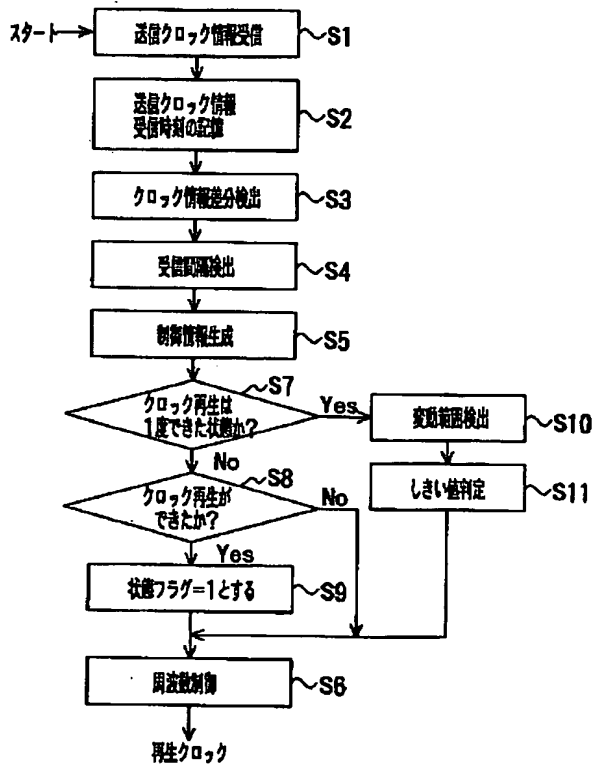 スタート
送信クロック情報受信
S1
送信クロック情報
受信時刻の記憶
S2
クロック情報差分検出
S3
受信間隔検出
S4
制御情報生成
S5
クロック再生は
1度できた状態か?
S7
Yes
変動範囲検出
S10
No
クロック再生が
できたか?
S8
No
しきい値判定
S11
Yes
状態フラグ=1とする
S9
周波数制御
S6
再生クロック